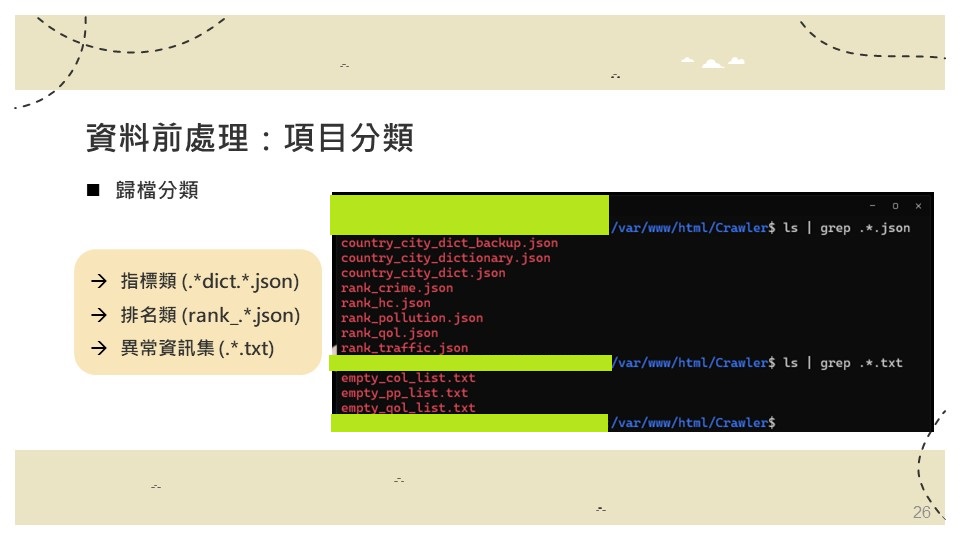 資料前處理：項目分類
■ 歸檔分類
→ 指標類 (.*dict.*.json)
→ 排名類 (rank_.*.json)
→ 異常資訊集 (.*.txt)
/var/www/html/Crawler$ ls | grep .*.json
country_city_dict_backup.json
country_city_dictionary.json
country_city_dict.json
rank_crime.json
rank_hc.json
rank_pollution.json
rank_qol.json
rank_traffic.json
/var/www/html/Crawler$ ls | grep .*.txt
empty_col_list.txt
empty_pp_list.txt
empty_qol_list.txt
/var/www/html/Crawler$
26